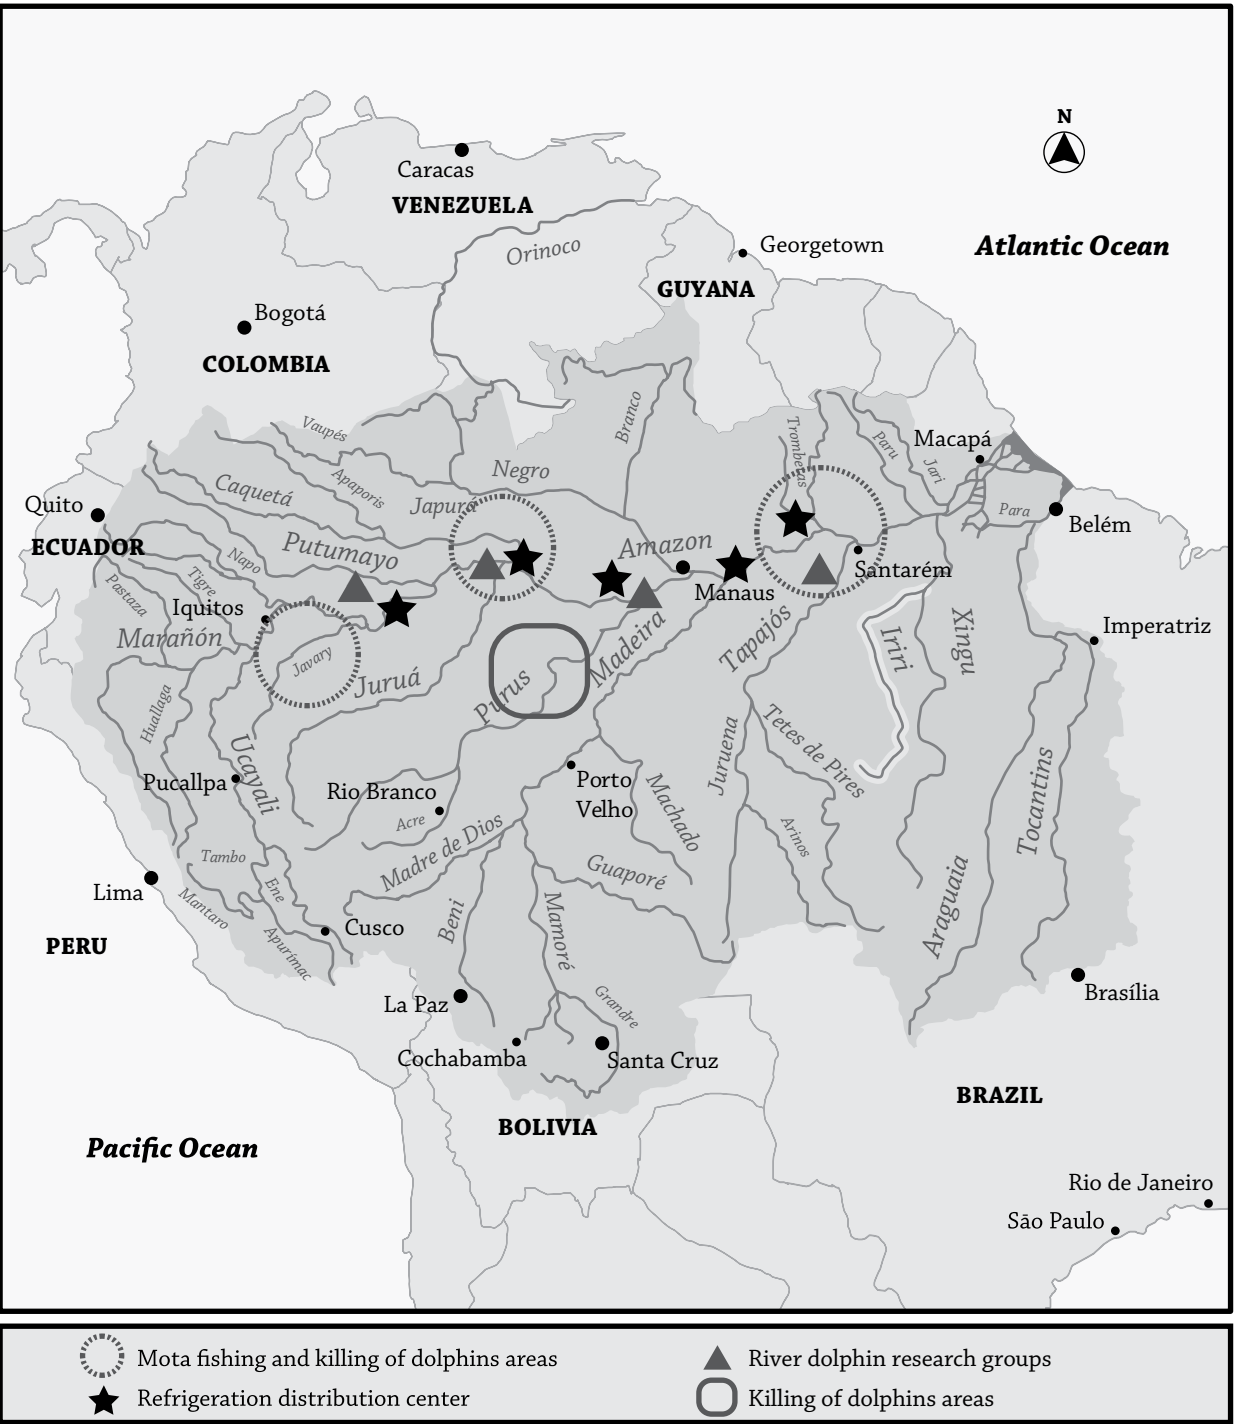 N
Caracas
VENEZUELA
Orinoco
Georgetown
Atlantic Ocean
GUYANA
Bogotá
COLOMBIA
Vaupés
Branco
Trombetas
Paru
Jari
Macapá
Negro
Caquetá
Apaporis
Japurá
Quito
Para
Belém
ECUADOR
Putumayo
Amazon
Napo
Tigre
Pastaza
Santarém
Manaus
Iquitos
Marañón
Javary
Juruá
Purus
Madeira
Tapajós
Iriri
Xingu
Imperatriz
Huallaga
Ucayali
Pucallpa
Rio Branco
Acre
Porto
Velho
Machado
Juruena
Tetes de Pires
Arinos
Tocantins
Tambo
Madre de Dios
Guaporé
Lima
Mantaro
Ene
Apurímac
Cusco
Beni
Mamoré
Araguaia
PERU
La Paz
Grandre
Brasília
Cochabamba
Santa Cruz
BRAZIL
BOLIVIA
Pacific Ocean
Rio de Janeiro
São Paulo
Mota fishing and killing of dolphins areas
River dolphin research groups
Refrigeration distribution center
Killing of dolphins areas